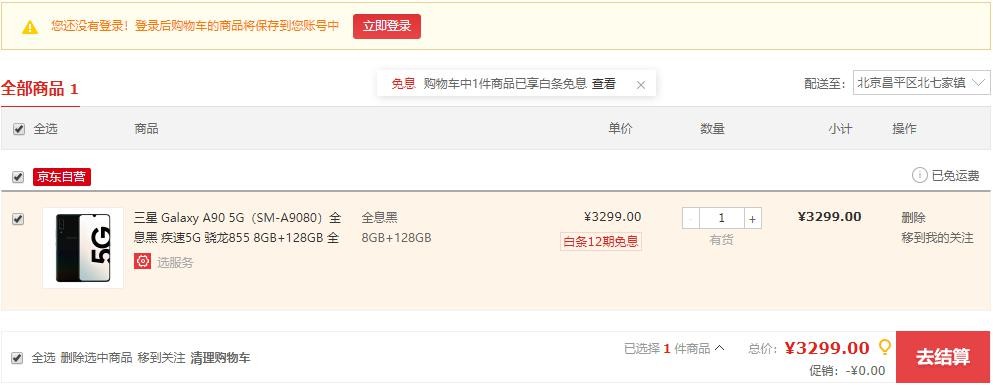 您还没有登录！登录后购物车的商品将保存到您账号中 立即登录
全部商品 1
免息 购物车中1件商品已享白条免息 查看
配送至： 北京昌平区北七家镇
全选 商品 单价 数量 小计 操作
京东自营 已免运费
三星 Galaxy A90 5G（SM-A9080）全 全息黑 ¥3299.00 - 1 + ¥3299.00 删除
息黑 疾速5G 骁龙855 8GB+128GB 全 8GB+128GB 白条12期免息 有货 移到我的关注
5G
选服务
全选 删除选中商品 移到关注 清理购物车 已选择 1 件商品 总价： ¥3299.00 去结算
促销： -¥0.00